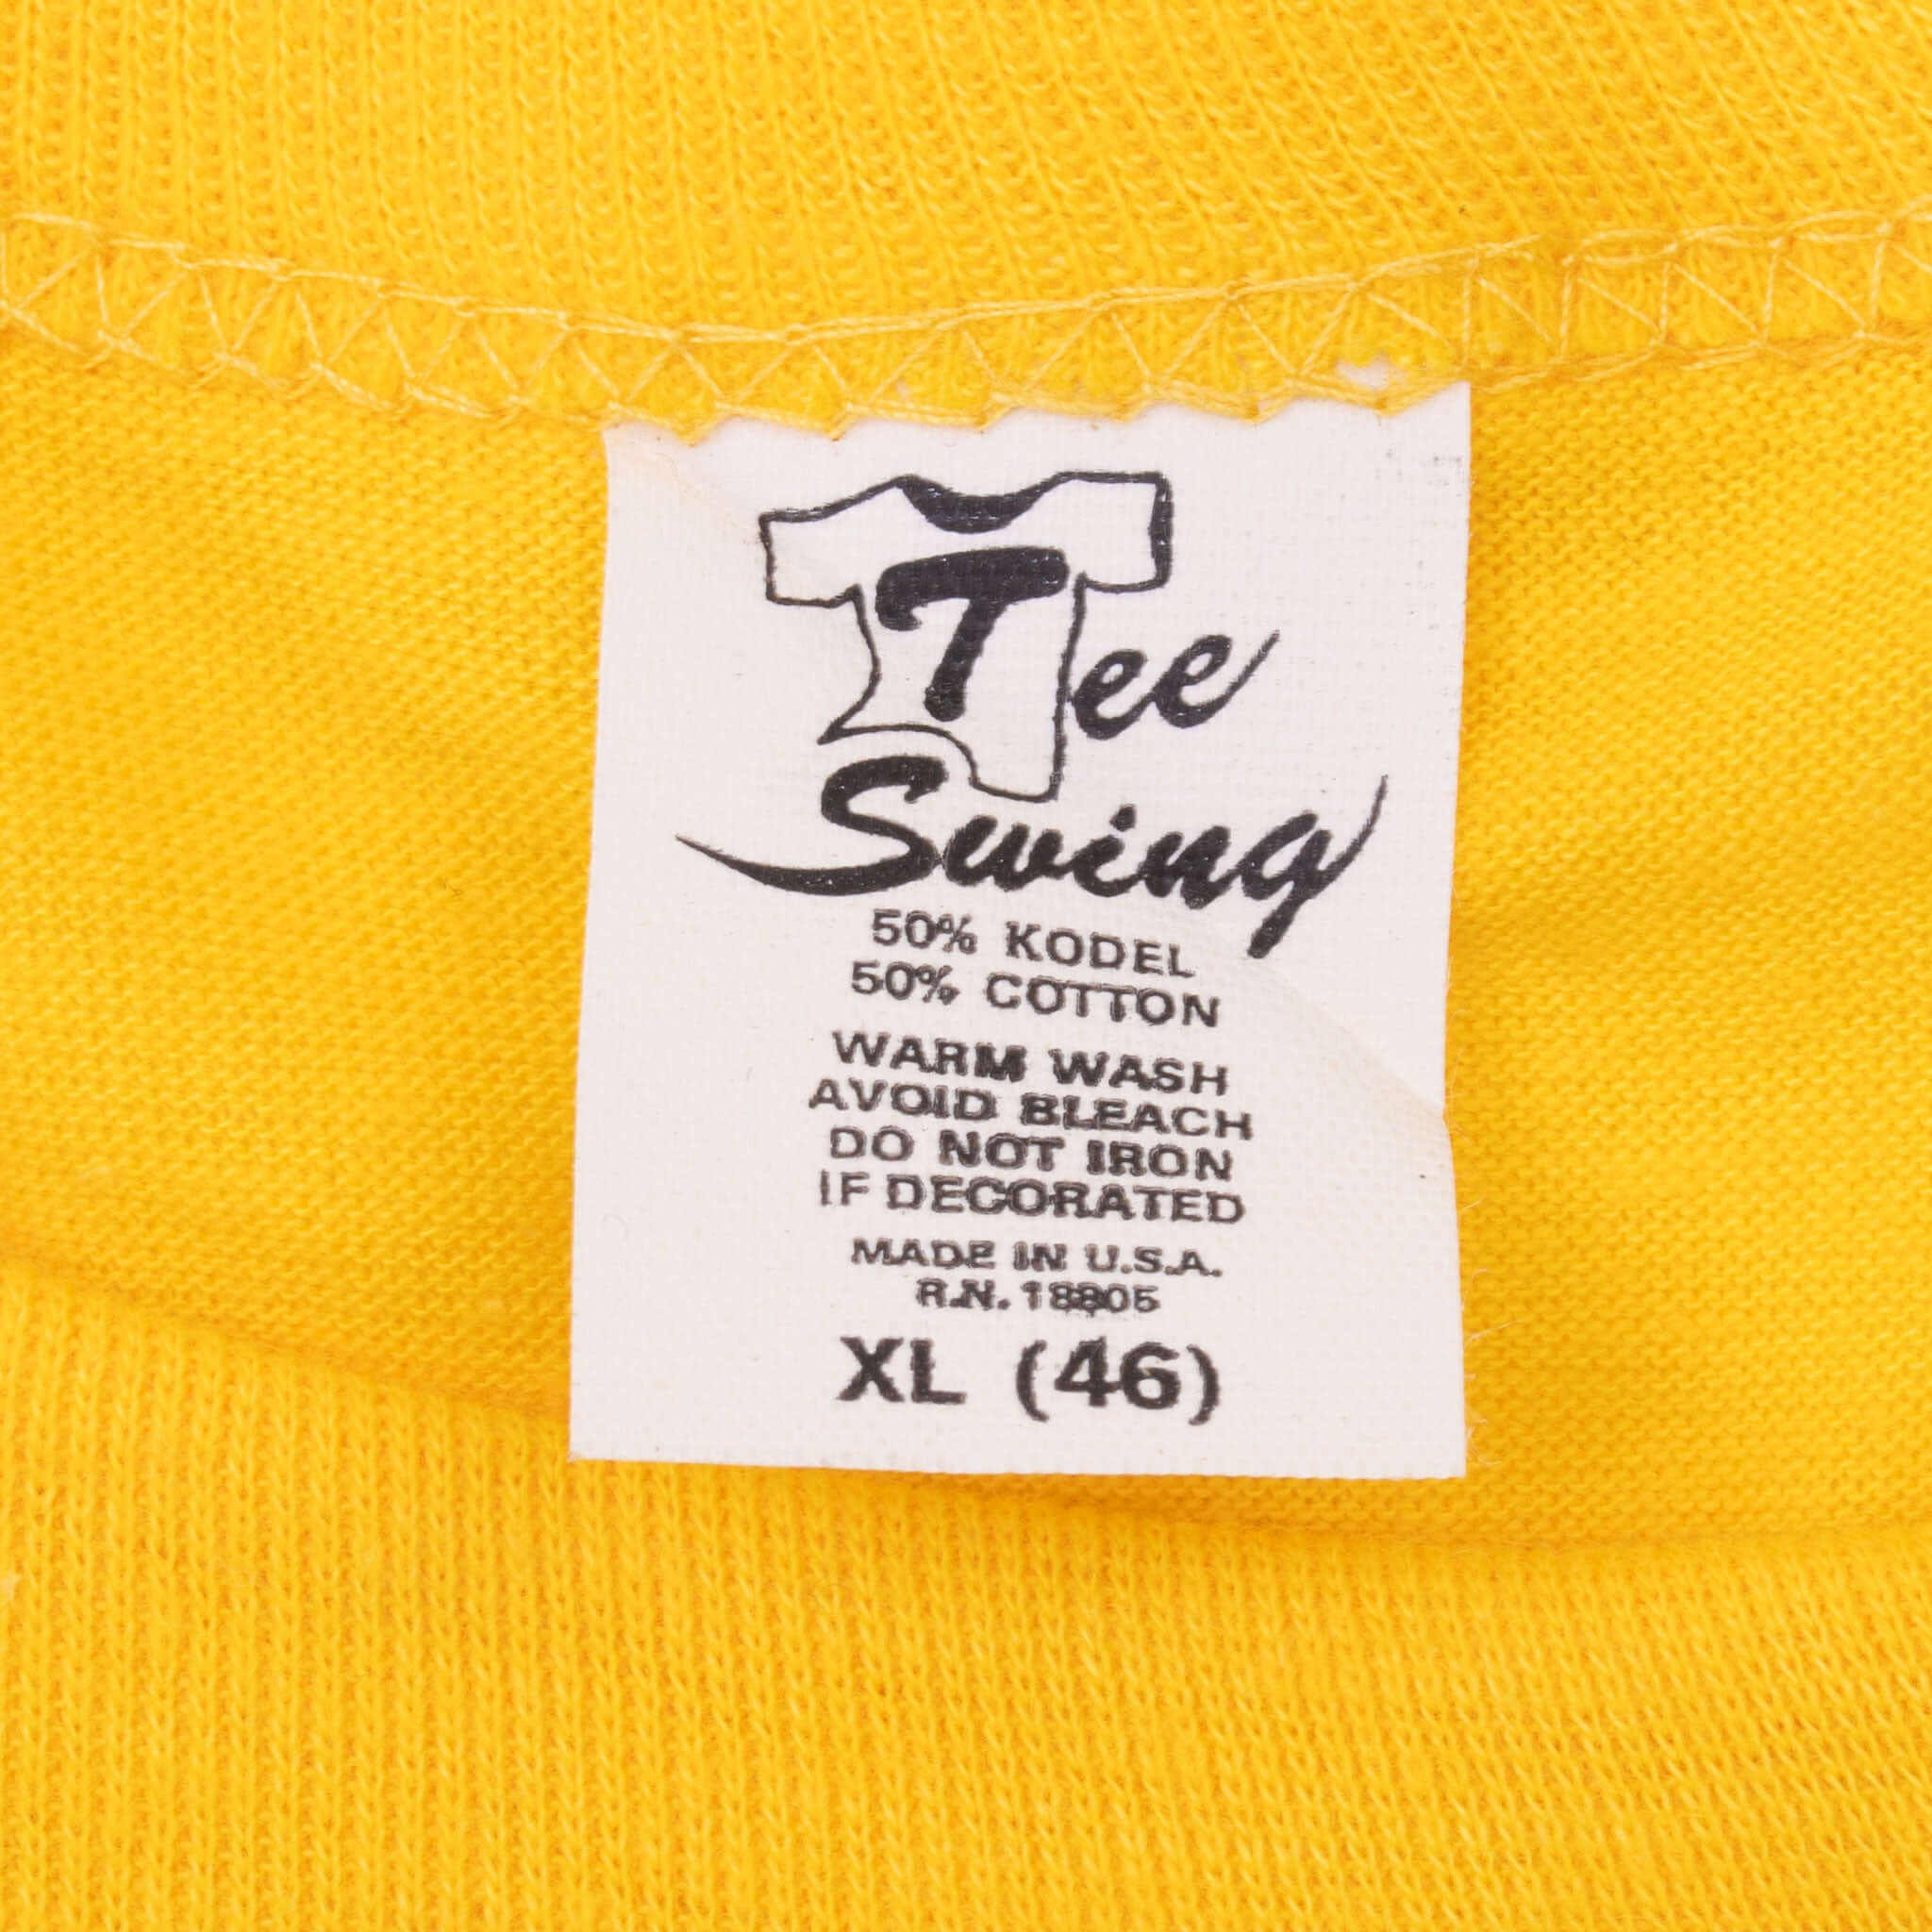 Tee
Swing
50% KODEL
50% COTTON
WARM WASH
AVOID BLEACH
DO NOT IRON
IF DECORATED
MADE IN U.S.A.
R.N. 18805
XL (46)